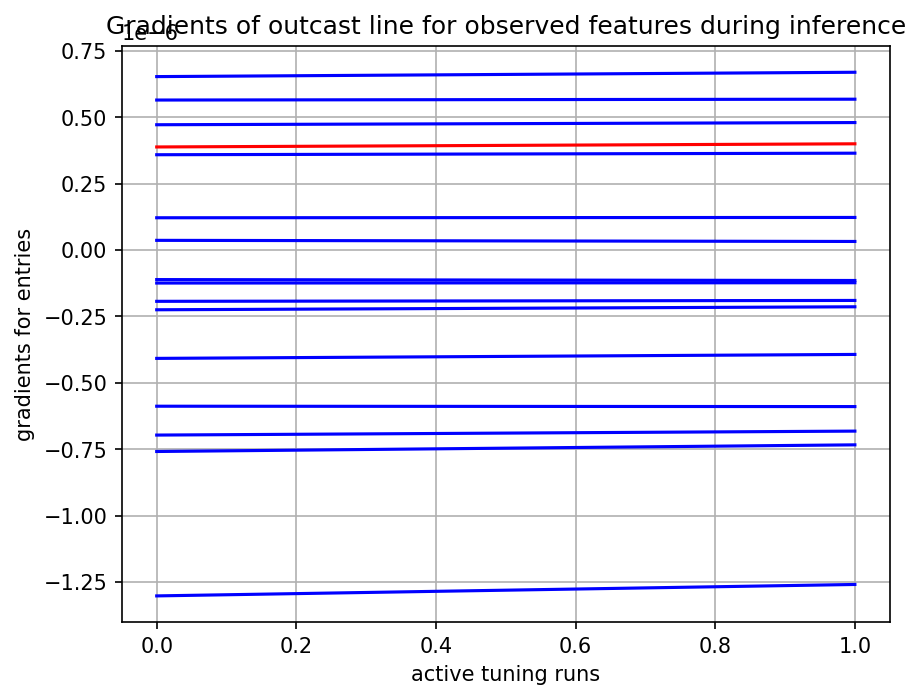 Gradients of outcast line for observed features during inference
1e−6
0.75
0.50
0.25
0.00
−0.25
−0.50
−0.75
−1.00
−1.25
gradients for entries
0.0 0.2 0.4 0.6 0.8 1.0
active tuning runs